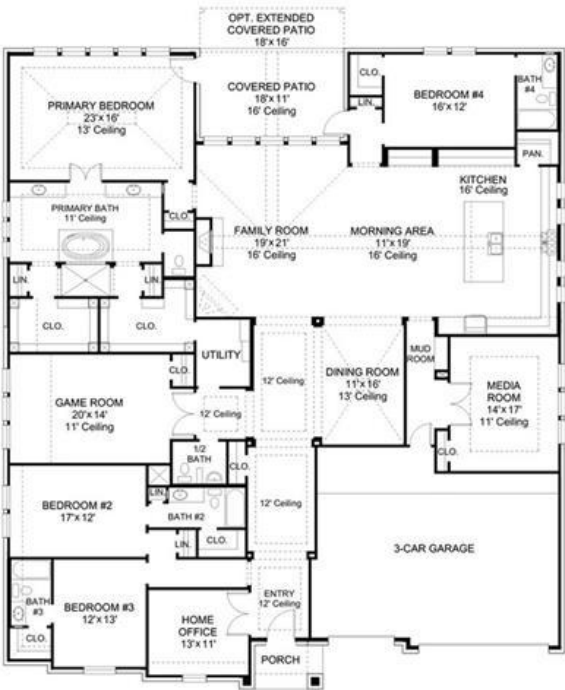 OPT. EXTENDED
COVERED PATIO
18'x16'
COVERED PATIO
18'x11'
16' Ceiling
CLO.
LIN.
BEDROOM #4
16'x12'
BATH
#4
PAN.
PRIMARY BEDROOM
23'x16'
13' Ceiling
PRIMARY BATH
11' Ceiling
CLO.
LIN.
LIN.
CLO.
CLO.
FAMILY ROOM
19'x21'
16' Ceiling
MORNING AREA
11'x19'
16' Ceiling
KITCHEN
16' Ceiling
UTILITY
CLO.
12' Ceiling
DINING ROOM
11'x16'
13' Ceiling
MUD
ROOM
MEDIA
ROOM
14'x17'
11' Ceiling
CLO.
GAME ROOM
20'x14'
11' Ceiling
12' Ceiling
1/2
BATH
CLO.
LIN.
BEDROOM #2
17'x12'
BATH #2
LIN.
CLO.
12' Ceiling
3-CAR GARAGE
BATH
#3
CLO.
BEDROOM #3
12'x13'
HOME
OFFICE
13'x11'
ENTRY
12' Ceiling
PORCH